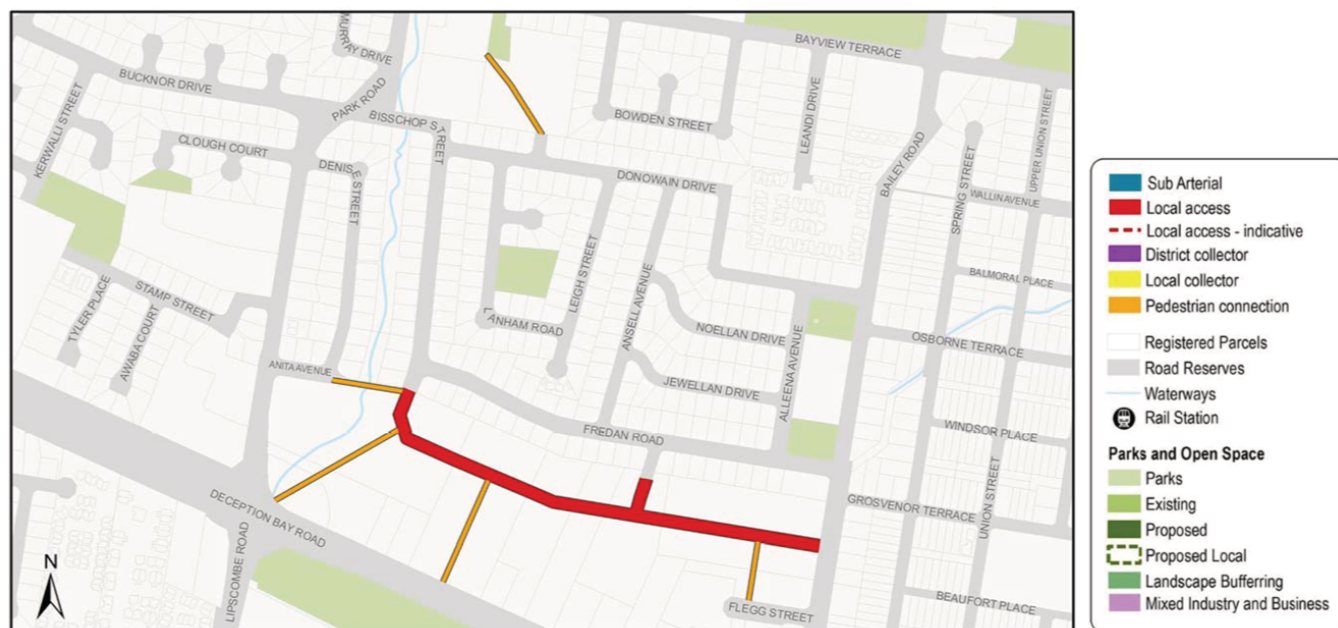 MURRAY DRIVE
BAYVIEW TERRACE
BUCKNOR DRIVE
PARK ROAD
BISSCHOP STREET
BOWDEN STREET
LEANDI DRIVE
UPPER UNION STREET
KERWALLI STREET
CLOUGH COURT
DENISE STREET
DONOWAIN DRIVE
BAILEY ROAD
SPRING STREET
WALLIN AVENUE
TYLER PLACE
STAMP STREET
AWABA COURT
LEIGH STREET
LANHAM ROAD
ANSELL AVENUE
NOELLAN DRIVE
ALLEENA AVENUE
BALMORAL PLACE
OSBORNE TERRACE
ANITA AVENUE
JEWELLAN DRIVE
FREDAN ROAD
WINDSOR PLACE
DECEPTION BAY ROAD
LIPSCOMBE ROAD
GROSVENOR TERRACE
UNION STREET
BEAUFORT PLACE
FLEGG STREET
N
Sub Arterial
Local access
Local access - indicative
District collector
Local collector
Pedestrian connection
Registered Parcels
Road Reserves
Waterways
Rail Station
Parks and Open Space
Parks
Existing
Proposed
Proposed Local
Landscape Bufferring
Mixed Industry and Business